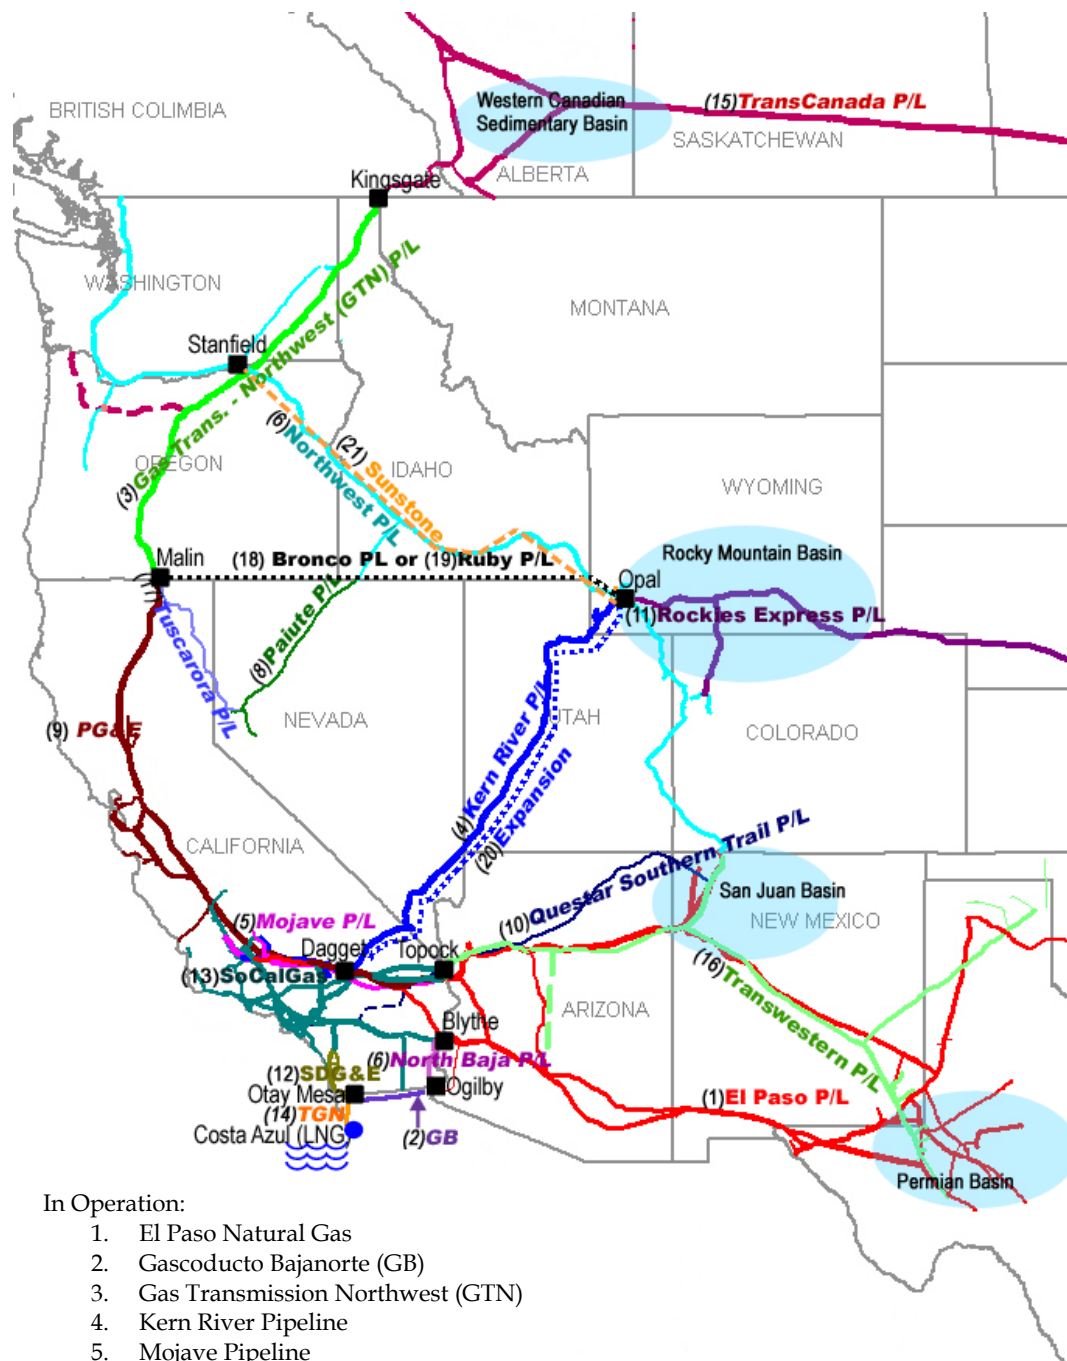 Western Canadian
Sedimentary Basin
(15)TransCanada P/L
BRITISH COLIMBIA
SASKATCHEWAN
ALBERTA
Kingsgate
WASHINGTON
(3)Gas Trans. - Northwest (GTN) P/L
MONTANA
Stanfield
(6)Northwest P/L
(21) Sunstone
OREGON
IDAHO
WYOMING
Rocky Mountain Basin
Malin
(18) Bronco PL or (19)Ruby P/L
Opal
(11)Rockies Express P/L
(17)Tuscarora P/L
(8)Paiute P/L
NEVADA
(9) PG&E
(4)Kern River P/L
(20)Expansion
UTAH
COLORADO
CALIFORNIA
(10)Questar Southern Trail P/L
San Juan Basin
NEW MEXICO
(5)Mojave P/L
Dagget
Topock
(13)SoCalGas
(16)Transwestern P/L
ARIZONA
Blythe
(6)North Baja P/L
(12)SDG&E
Ogilby
Otay Mesa
(14)TGN
(1)El Paso P/L
Costa Azul (LNG)
(2)GB
Permian Basin
In Operation:
1. El Paso Natural Gas
2. Gascoducto Bajanorte (GB)
3. Gas Transmission Northwest (GTN)
4. Kern River Pipeline
5. Mojave Pipeline